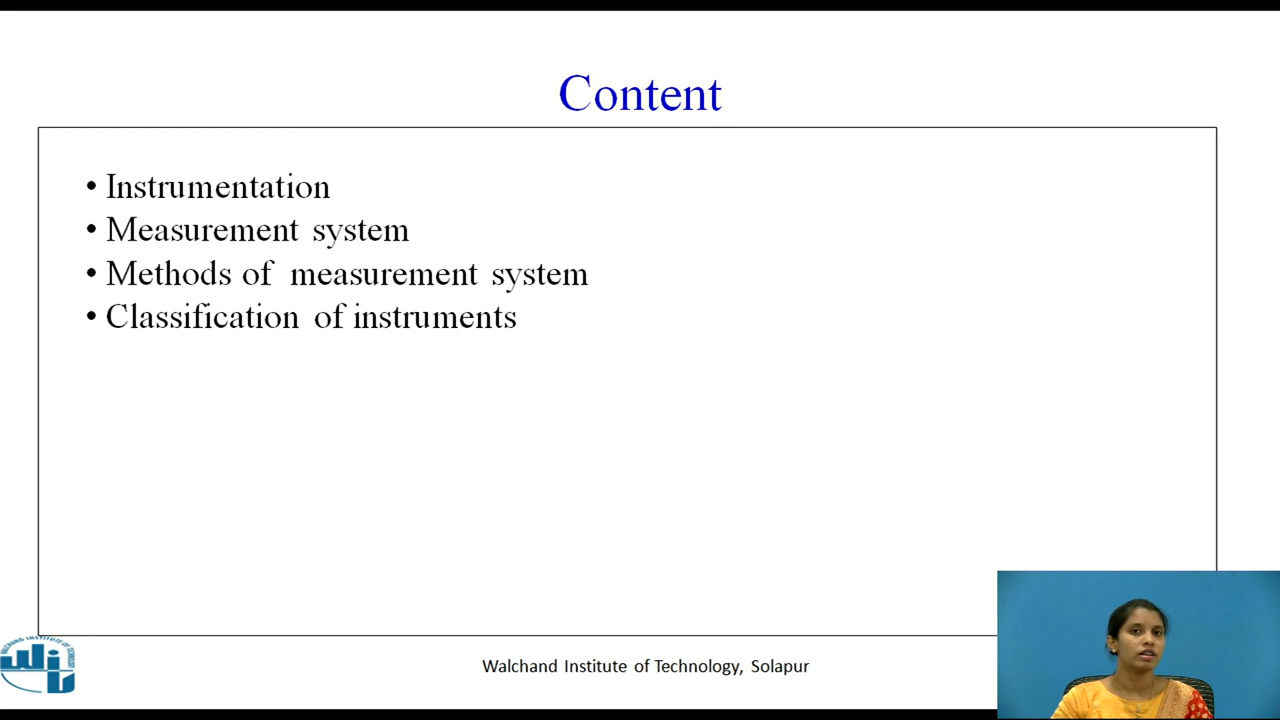 Content
• Instrumentation
• Measurement system
• Methods of measurement system
• Classification of instruments
Walchand Institute of Technology, Solapur